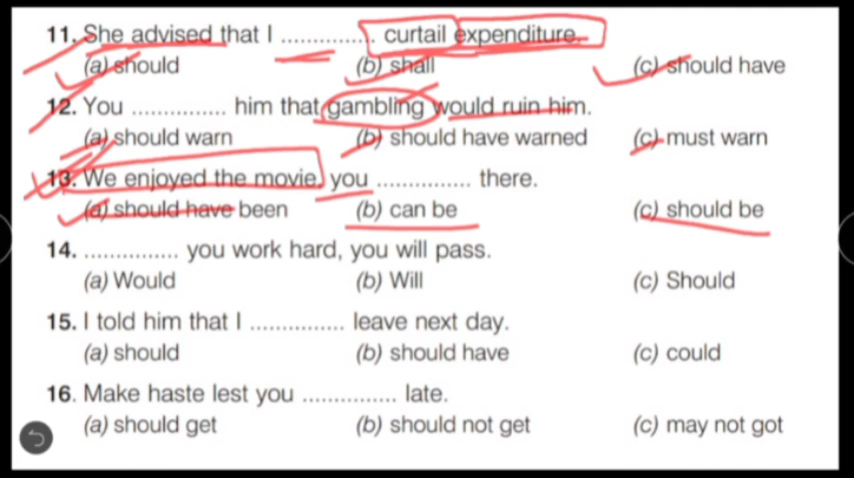 11. She advised that I ............... curtail expenditure.
(a) should (b) shall (c) should have
12. You ............... him that gambling would ruin him.
(a) should warn (b) should have warned (c) must warn
13. We enjoyed the movie, you ............... there.
(a) should have been (b) can be (c) should be
14. ............... you work hard, you will pass.
(a) Would (b) Will (c) Should
15. I told him that I ............... leave next day.
(a) should (b) should have (c) could
16. Make haste lest you ............... late.
(a) should get (b) should not get (c) may not got